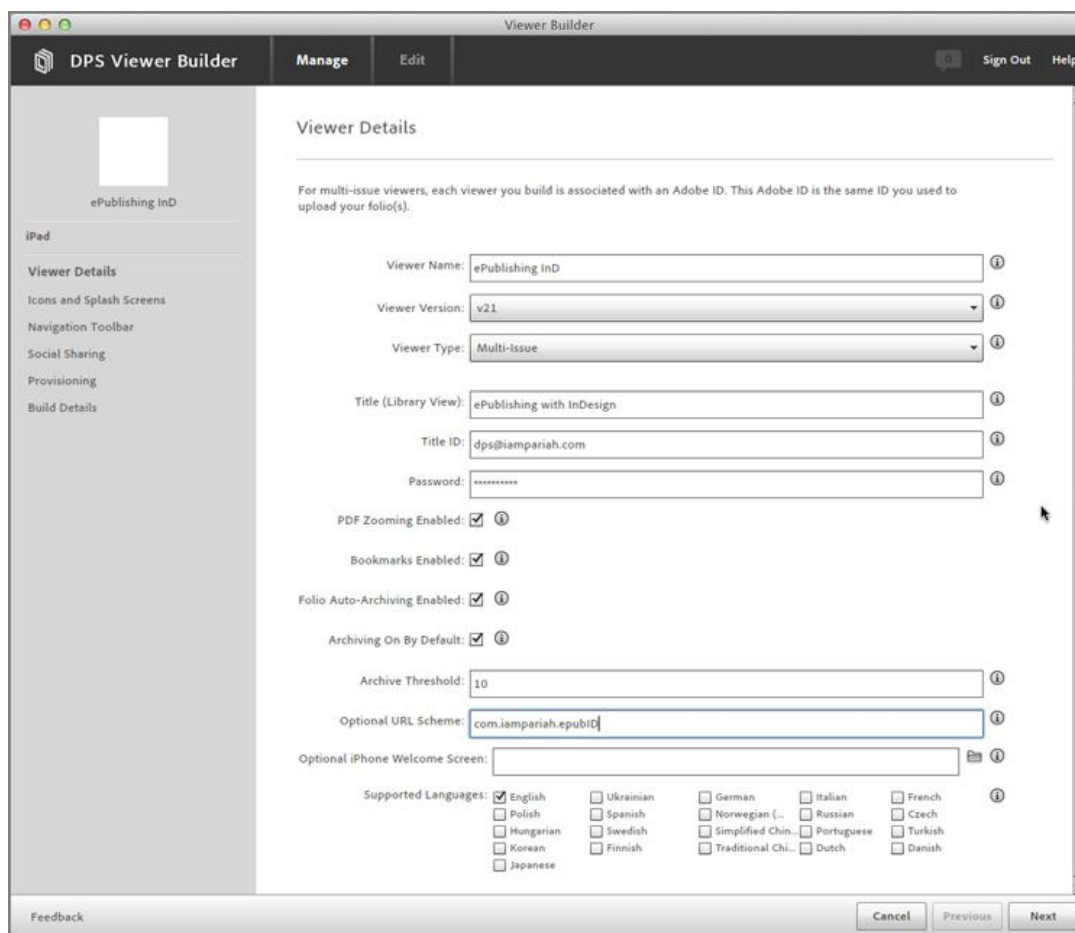 Viewer Builder
DPS Viewer Builder
Manage
Edit
Sign Out
Help
ePublishing InD
iPad
Viewer Details
Icons and Splash Screens
Navigation Toolbar
Social Sharing
Provisioning
Build Details
Viewer Details
For multi-issue viewers, each viewer you build is associated with an Adobe ID. This Adobe ID is the same ID you used to
upload your folio(s).
Viewer Name: ePublishing InD
Viewer Version: v21
Viewer Type: Multi-Issue
Title (Library View): ePublishing with InDesign
Title ID: dps@iampariah.com
Password: **********
PDF Zooming Enabled:
Bookmarks Enabled:
Folio Auto-Archiving Enabled:
Archiving On By Default:
Archive Threshold: 10
Optional URL Scheme: com.iampariah.epubID
Optional iPhone Welcome Screen:
Supported Languages: English Ukrainian German Italian French
Polish Spanish Norwegian (... Russian Czech
Hungarian Swedish Simplified Chin... Portuguese Turkish
Korean Finnish Traditional Chi... Dutch Danish
Japanese
Feedback
Cancel
Previous
Next